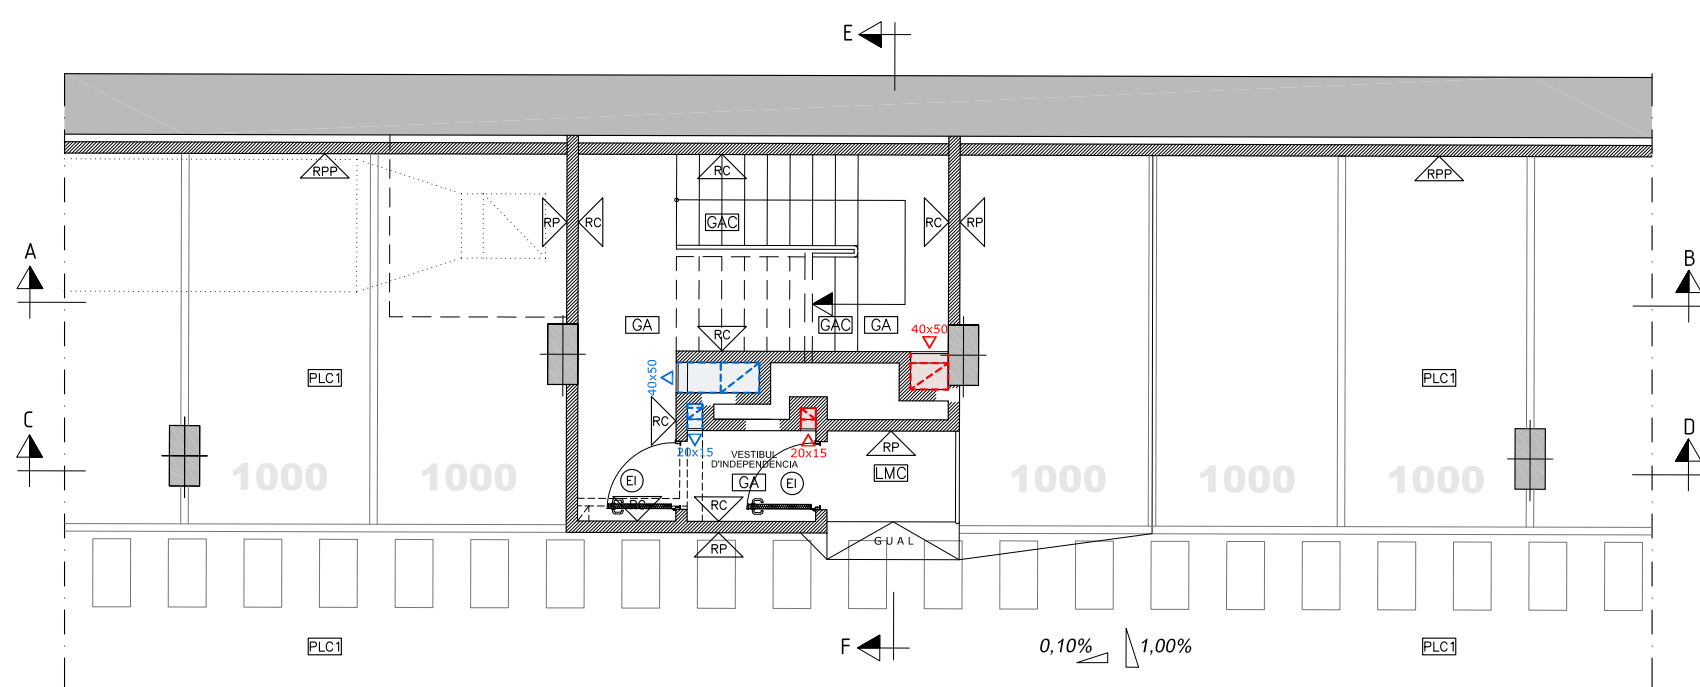 E
RPP
RC
RPP
RP
RC
GAC
RC
RP
A
B
GA
RC
GAC
GA
40x50
40x50
PLC1
PLC1
C
RC
D
20x15
20x15
RP
VESTIBUL
D'INDEPENDENCIA
1000
1000
EI
GA
EI
LMC
1000
1000
1000
RC
RC
RP
GUAL
PLC1
F
0,10%
1,00%
PLC1